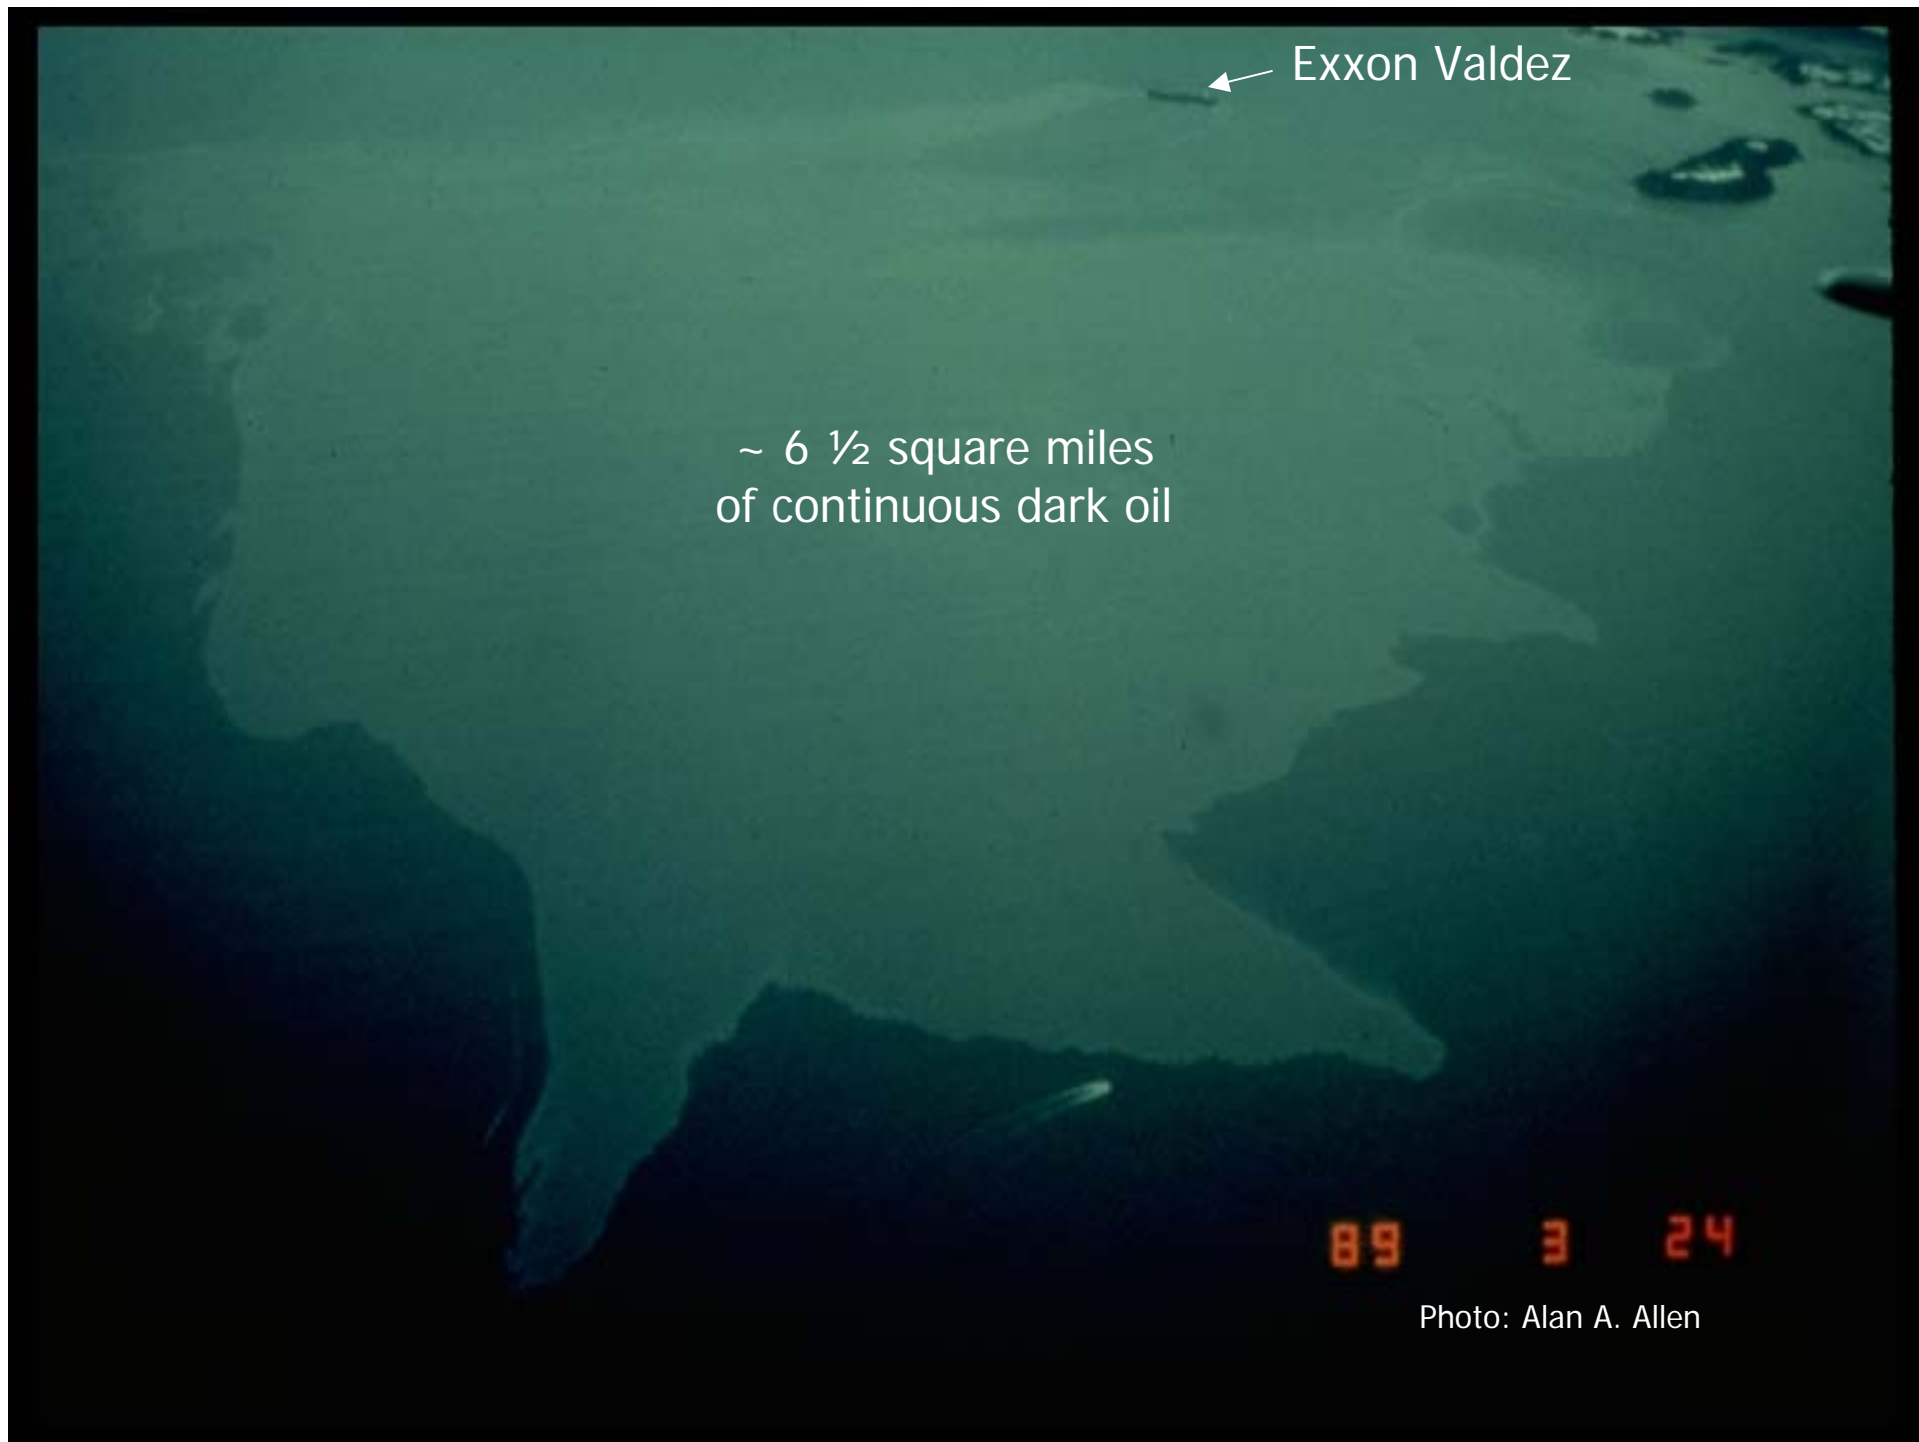 Exxon Valdez
~ 6 ½ square miles
of continuous dark oil
89 3 24
Photo: Alan A. Allen